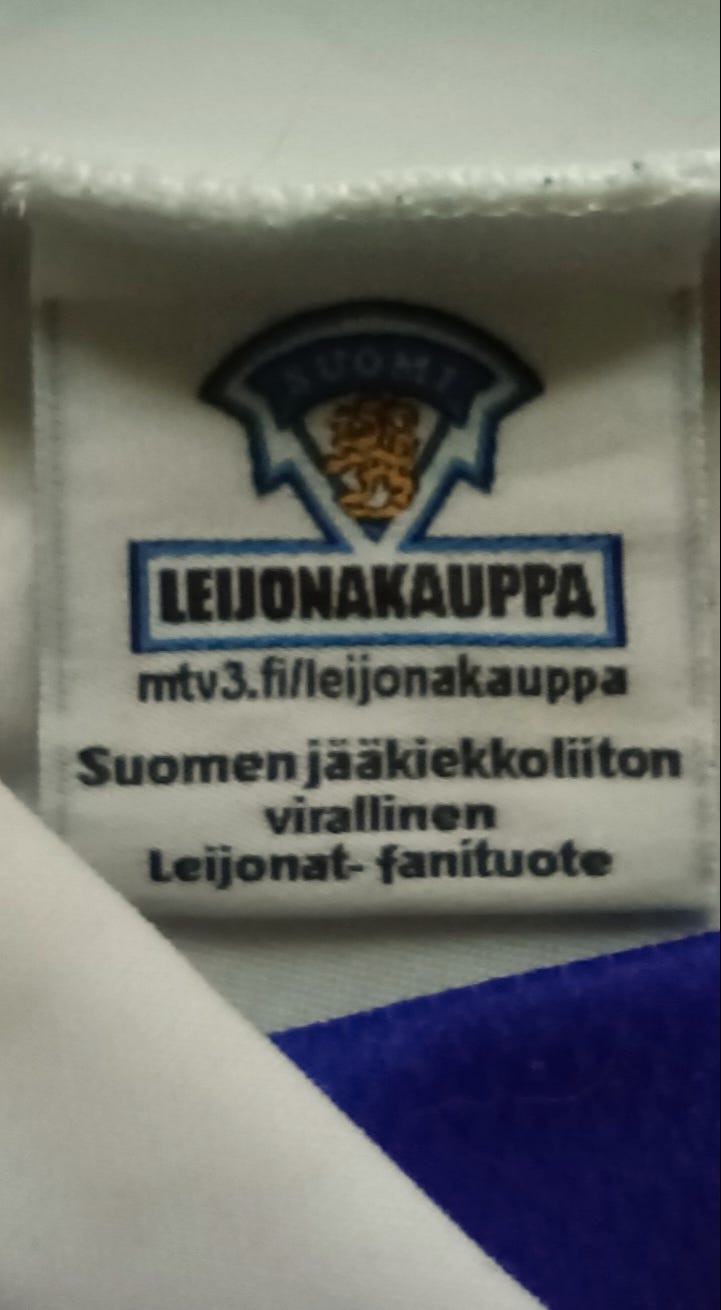 SUOMI
LEIJONAKAUPPA
mtv3.fi/leijonakauppa
Suomen jääkiekkoliiton
virallinen
Leijonat- fanituote